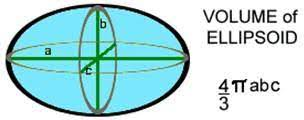 VOLUME of
ELLIPSOID
a
b
c
4/3 π abc